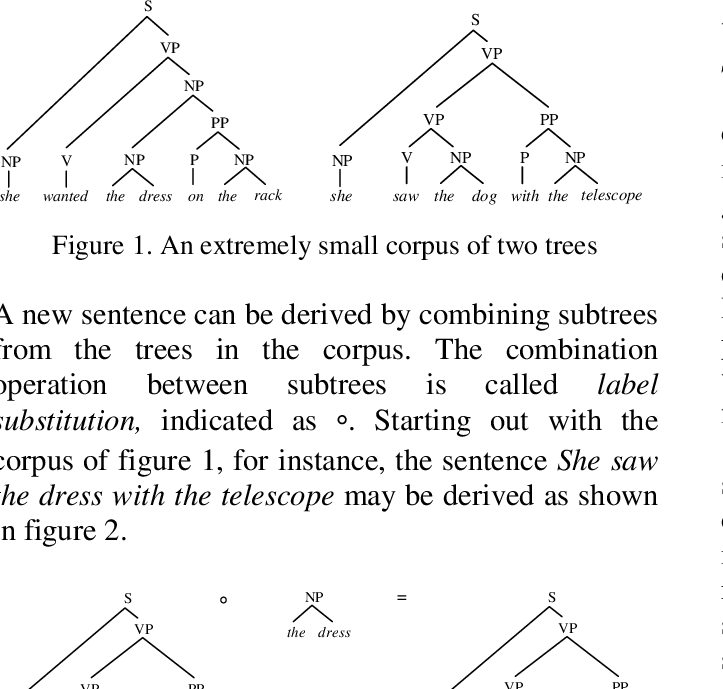 S S
VP VP
NP
PP VP PP
NP V NP P NP NP V NP P NP
she wanted the dress on the rack she saw the dog with the telescope
Figure 1. An extremely small corpus of two trees
A new sentence can be derived by combining subtrees
from the trees in the corpus. The combination
operation between subtrees is called label
substitution, indicated as °. Starting out with the
corpus of figure 1, for instance, the sentence She saw
the dress with the telescope may be derived as shown
in figure 2.
S ° NP = S
VP the dress VP
VP PP VP PP